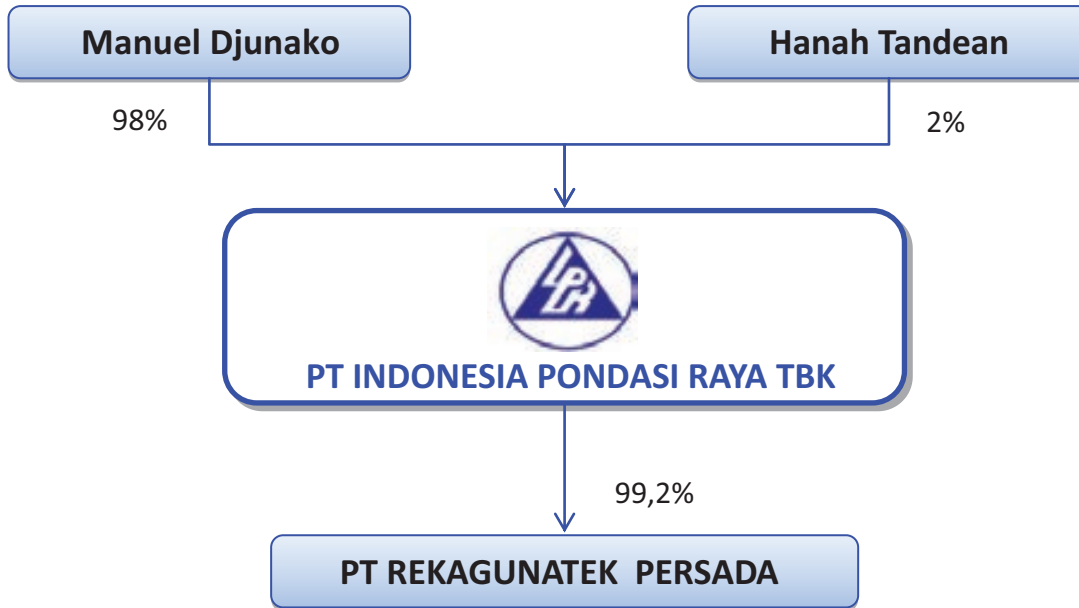 Manuel Djunako
Hanah Tandean
98%
2%
PT INDONESIA PONDASI RAYA TBK
99,2%
PT REKAGUNATEK PERSADA